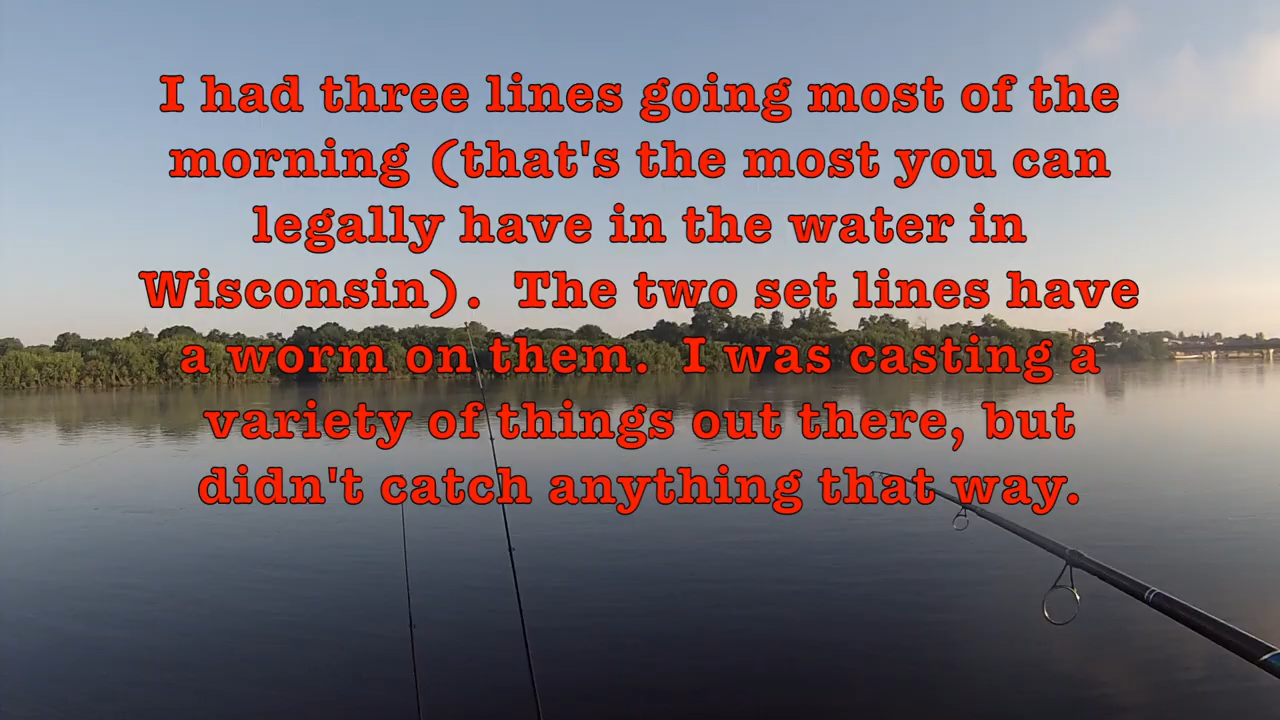 I had three lines going most of the
morning (that's the most you can
legally have in the water in
Wisconsin).  The two set lines have
a worm on them.  I was casting a
variety of things out there, but
didn't catch anything that way.